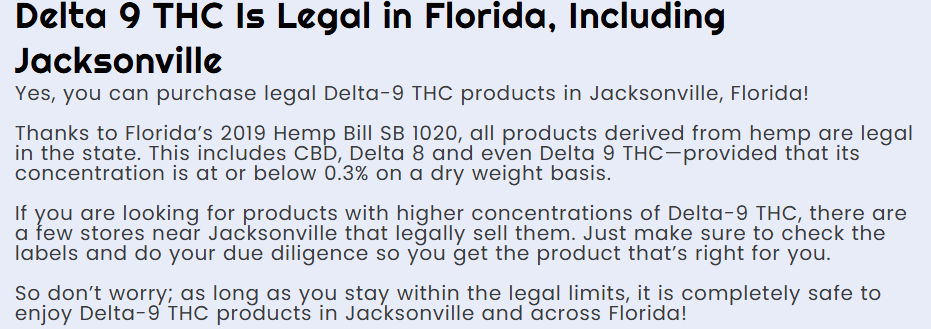 Delta 9 THC Is Legal in Florida, Including
Jacksonville
Yes, you can purchase legal Delta-9 THC products in Jacksonville, Florida!
Thanks to Florida's 2019 Hemp Bill SB 1020, all products derived from hemp are legal
in the state. This includes CBD, Delta 8 and even Delta 9 THC—provided that its
concentration is at or below 0.3% on a dry weight basis.
If you are looking for products with higher concentrations of Delta-9 THC, there are
a few stores near Jacksonville that legally sell them. Just make sure to check the
labels and do your due diligence so you get the product that's right for you.
So don't worry; as long as you stay within the legal limits, it is completely safe to
enjoy Delta-9 THC products in Jacksonville and across Florida!